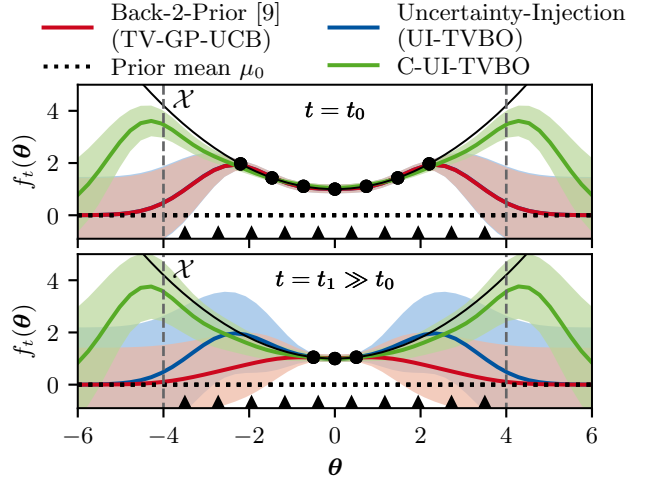 Back-2-Prior [9]
(TV-GP-UCB)
Prior mean μ₀
Uncertainty-Injection
(UI-TVBO)
C-UI-TVBO
4
2
0
f_t(θ)
𝒳
t = t₀
4
2
0
f_t(θ)
𝒳
t = t₁ ≫ t₀
−6 −4 −2 0 2 4 6
θ